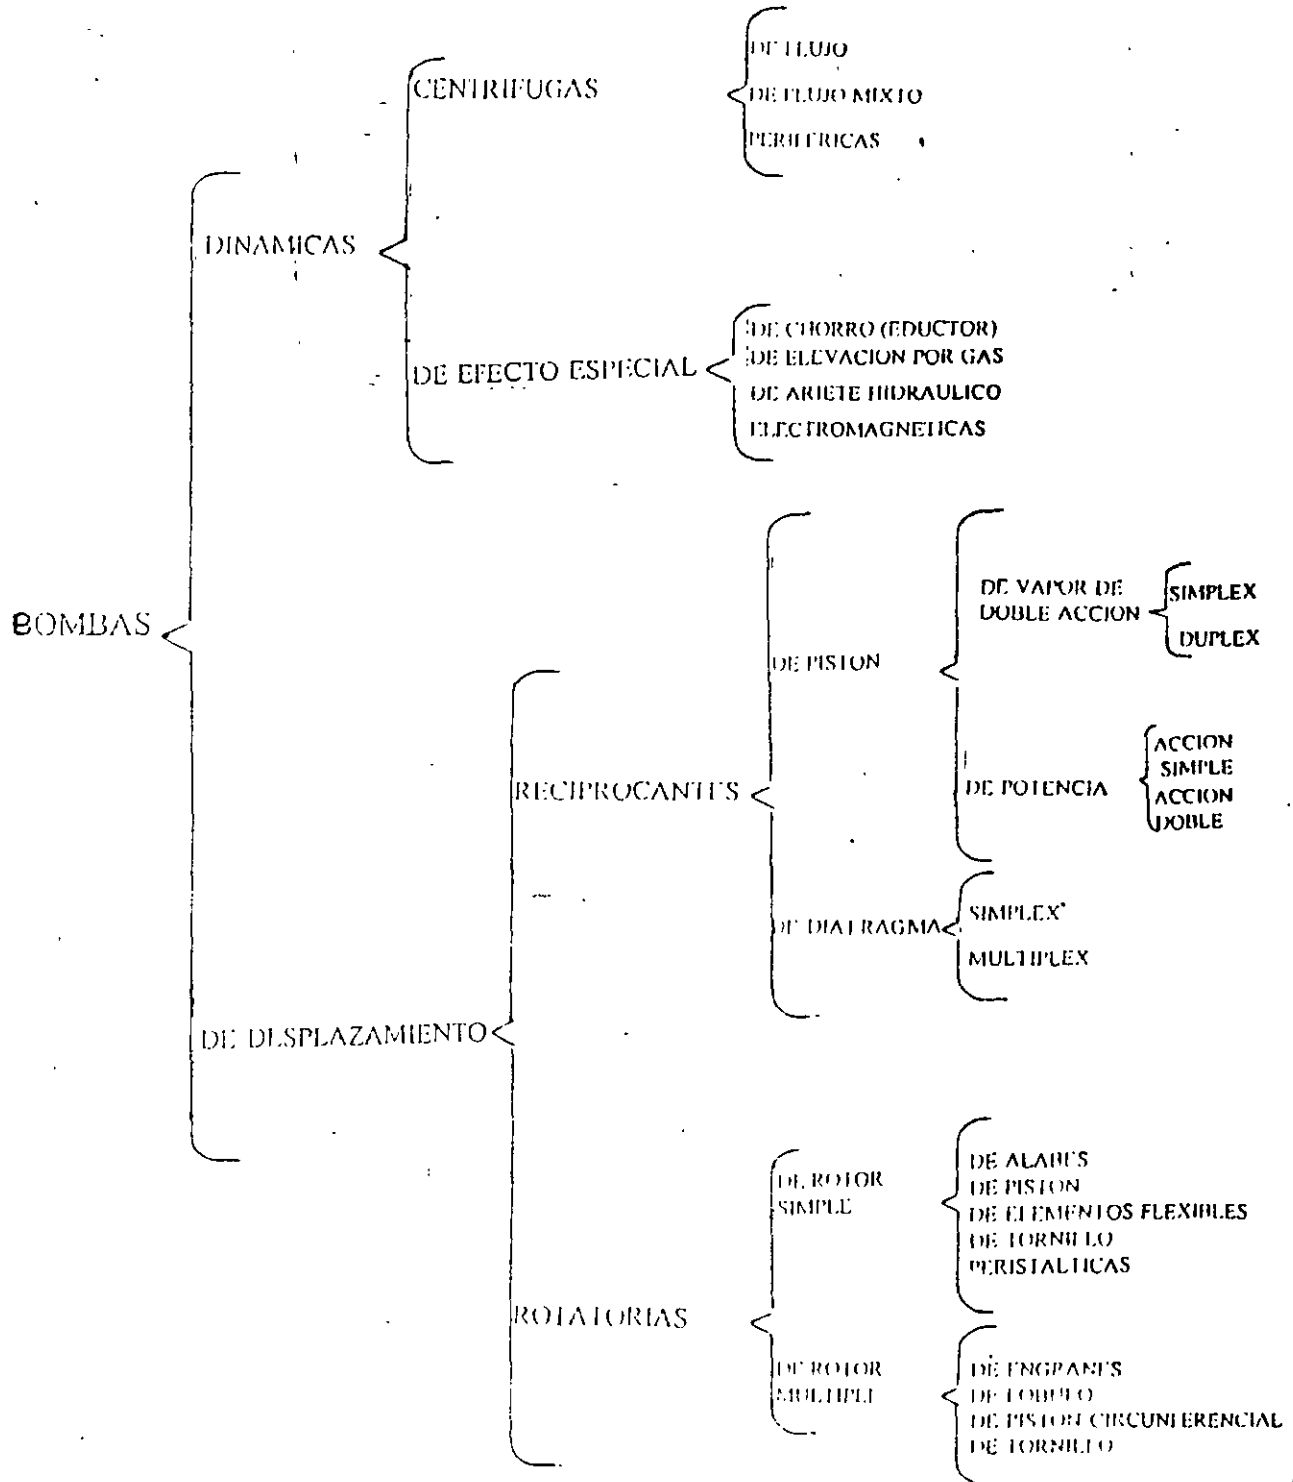 DE FLUJO
CENTRIFUGAS
DE FLUJO MIXTO
PERIFERICAS
DINAMICAS
DE CHORRO (EDUCTOR)
DE ELEVACION POR GAS
DE EFECTO ESPECIAL
DE ARIETE HIDRAULICO
ELECTROMAGNETICAS
BOMBAS
DE VAPOR DE
DOBLE ACCION
SIMPLEX
DUPLEX
DE PISTON
RECIPROCANTES
DE POTENCIA
ACCION
SIMPLE
ACCION
DOBLE
DE DIAFRAGMA
SIMPLEX
MULTIPLEX
DE DESPLAZAMIENTO
DE ROTOR
SIMPLE
DE ALABES
DE PISTON
DE ELEMENTOS FLEXIBLES
DE TORNILLO
PERISTALTICAS
ROTATORIAS
DE ROTOR
MULTIPLE
DE ENGRANES
DE LOBULO
DE PISTON CIRCUNFERENCIAL
DE TORNILLO